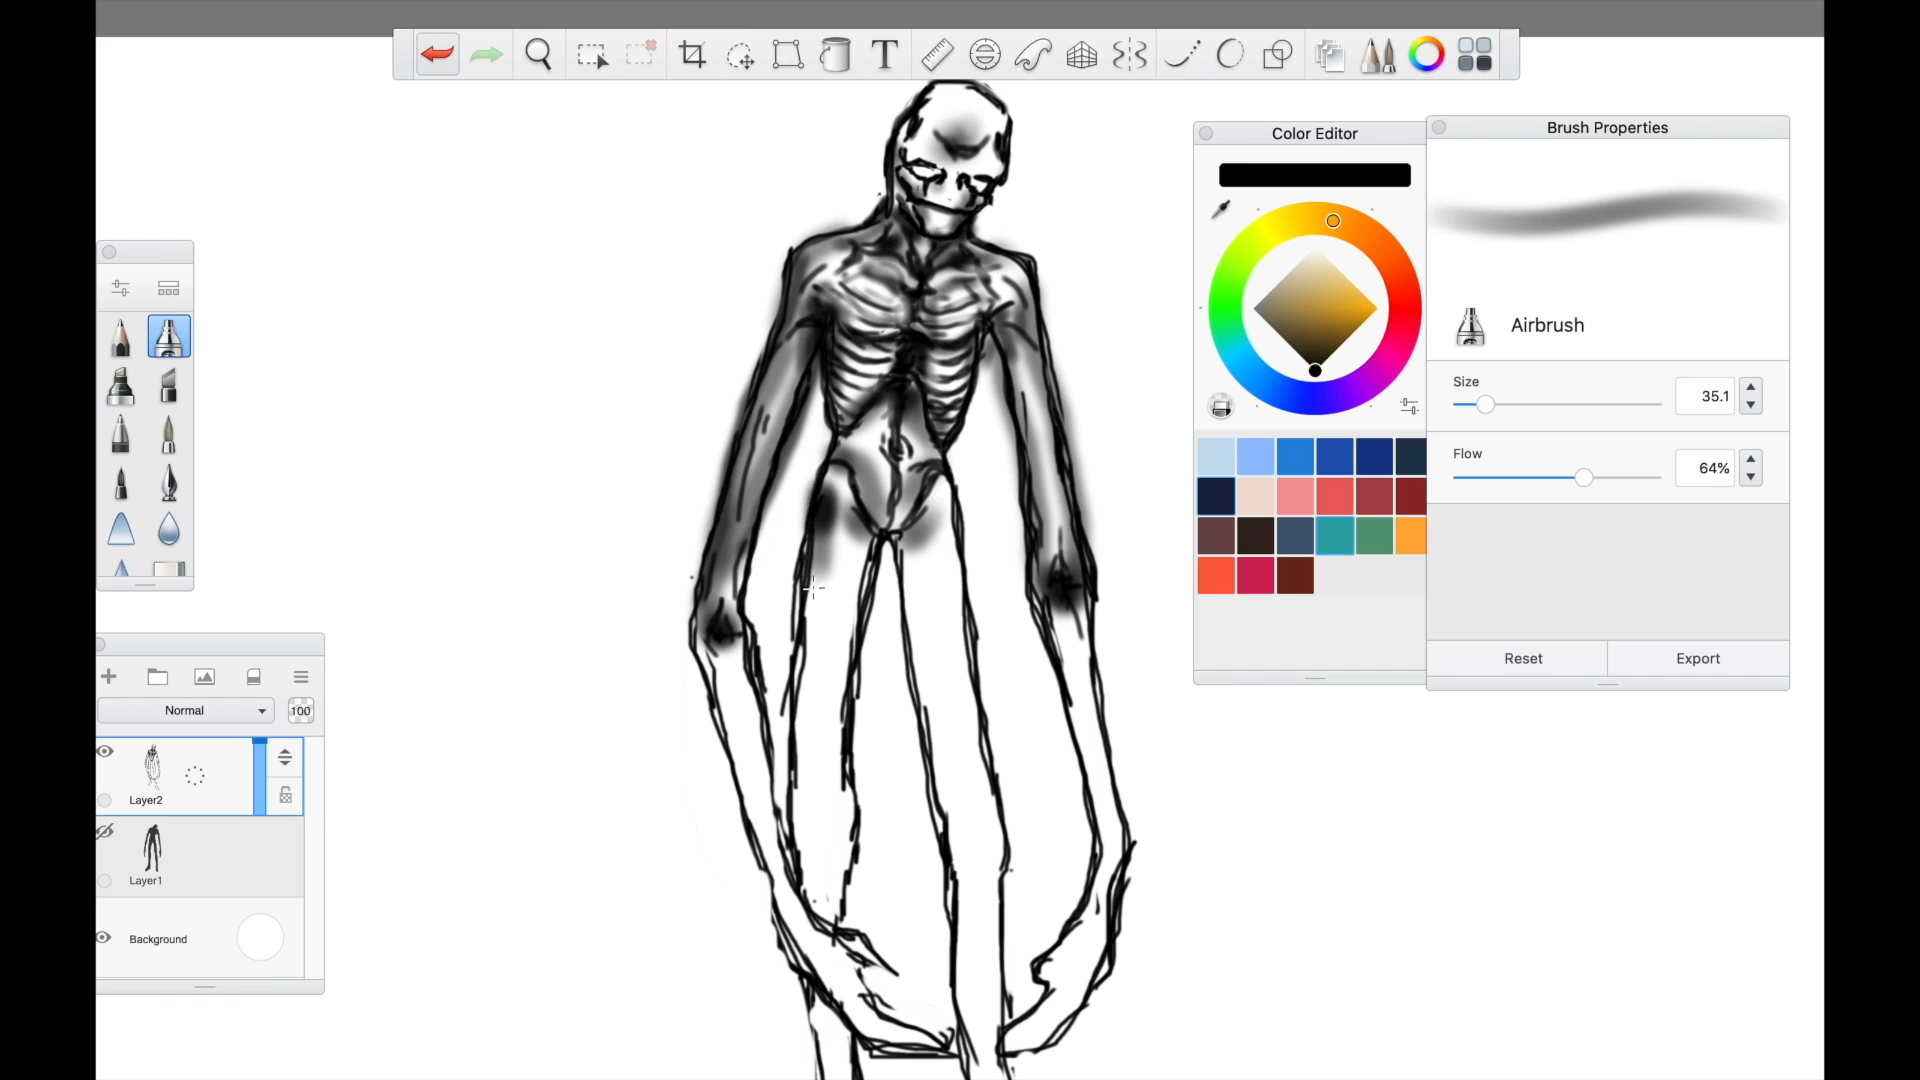 T
Color Editor
Brush Properties
Airbrush
Size
35.1
Flow
64%
Reset
Export
Normal
100
Layer2
Layer1
Background